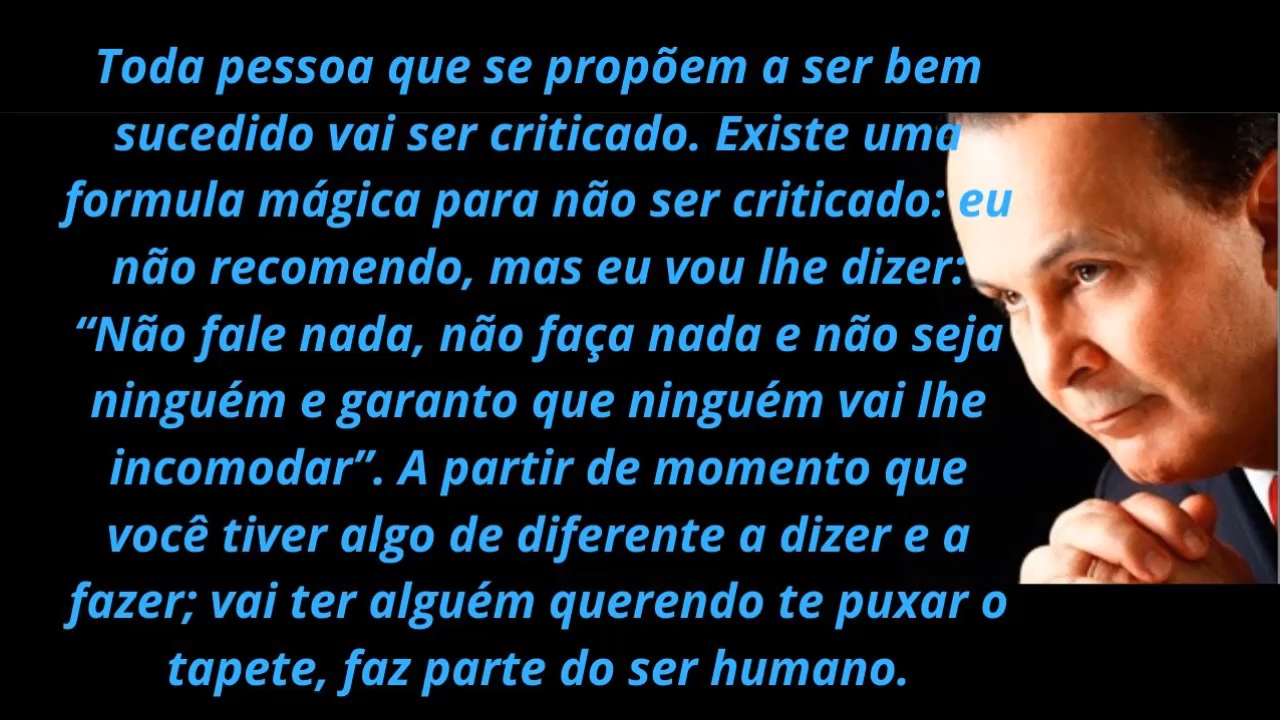 Toda pessoa que se propõem a ser bem
sucedido vai ser criticado. Existe uma
formula mágica para não ser criticado: eu
não recomendo, mas eu vou lhe dizer:
“Não fale nada, não faça nada e não seja
ninguém e garanto que ninguém vai lhe
incomodar”. A partir de momento que
você tiver algo de diferente a dizer e a
fazer; vai ter alguém querendo te puxar o
tapete, faz parte do ser humano.